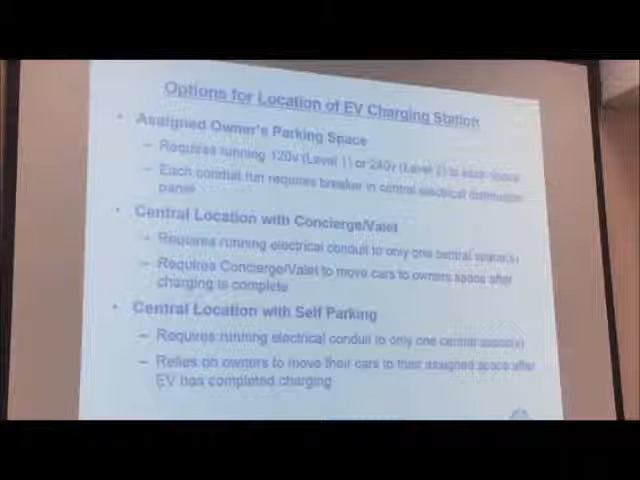 Options for Location of EV Charging Station
• Assigned Owner's Parking Space
– Requires running 120v (Level 1) or 240v (Level 2) to each space
– Each conduit run requires breaker in central electrical distribution
panel
• Central Location with Concierge/Valet
– Requires running electrical conduit to only one central space(s)
– Requires Concierge/Valet to move cars to owners space after
charging is complete
• Central Location with Self Parking
– Requires running electrical conduit to only one central space(s)
– Relies on owners to move their cars to their assigned space after
EV has completed charging